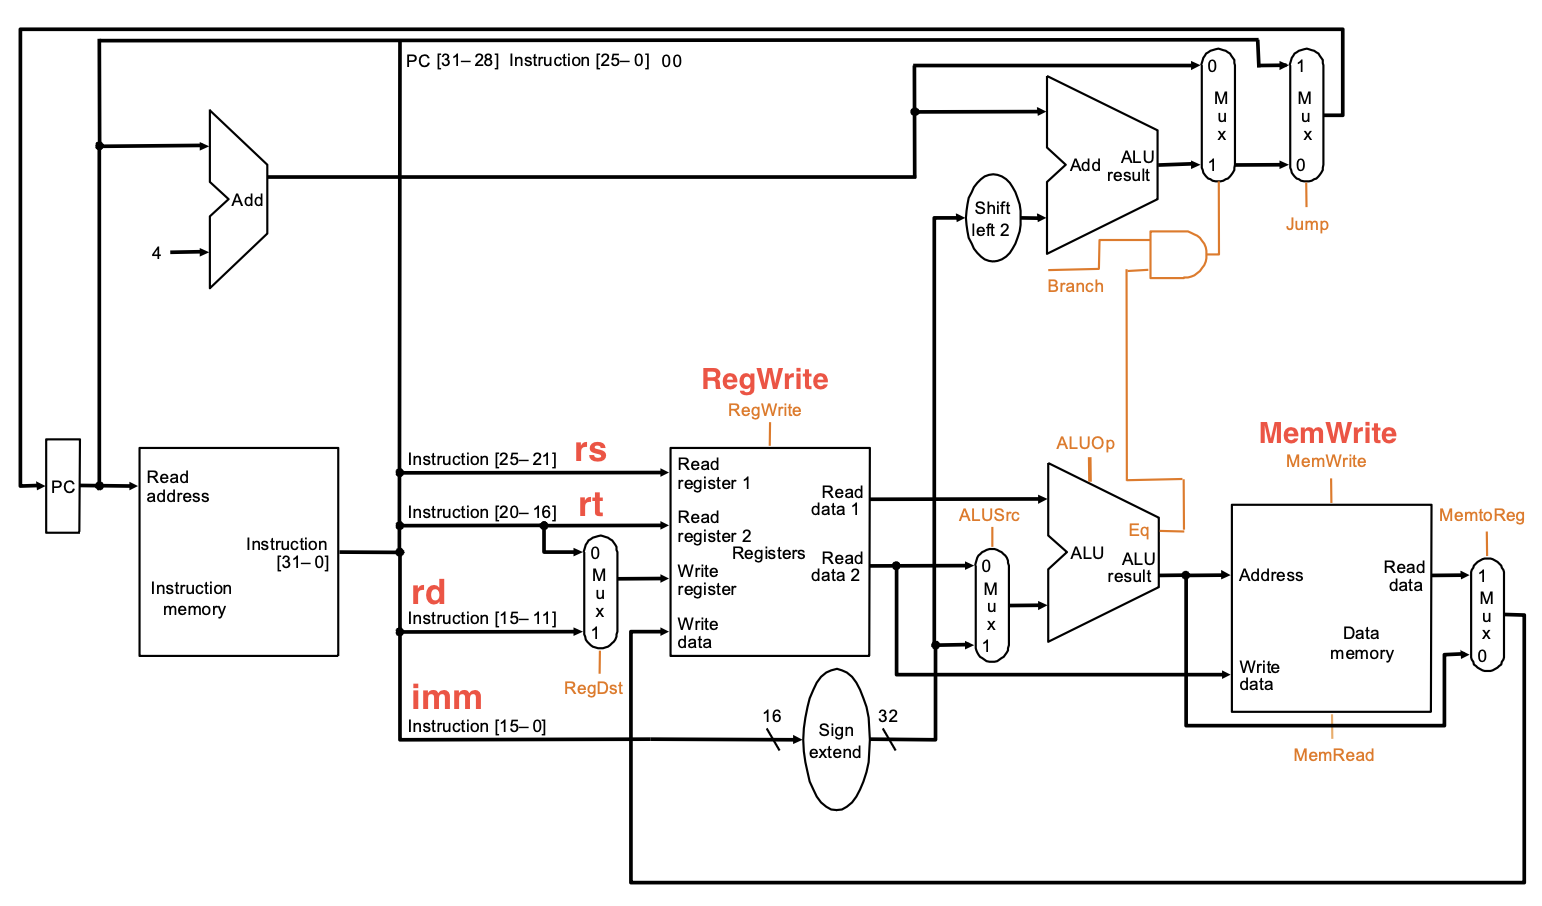 PC [31–28] Instruction [25–0] 00
0
M
u
x
1
1
M
u
x
0
Add
ALU
result
Add
4
Shift
left 2
Jump
Branch
RegWrite
RegWrite
MemWrite
MemWrite
ALUOp
PC
Read
address
Instruction
[31–0]
Instruction
memory
Instruction [25–21]
rs
Instruction [20–16]
rt
rd
Instruction [15–11]
imm
Instruction [15–0]
0
M
u
x
1
RegDst
Read
register 1
Read
register 2
Registers
Write
register
Write
data
Read
data 1
Read
data 2
16
Sign
extend
32
ALUSrc
0
M
u
x
1
Eq
ALU
ALU
result
Address
Read
data
Data
memory
Write
data
MemRead
MemtoReg
1
M
u
x
0